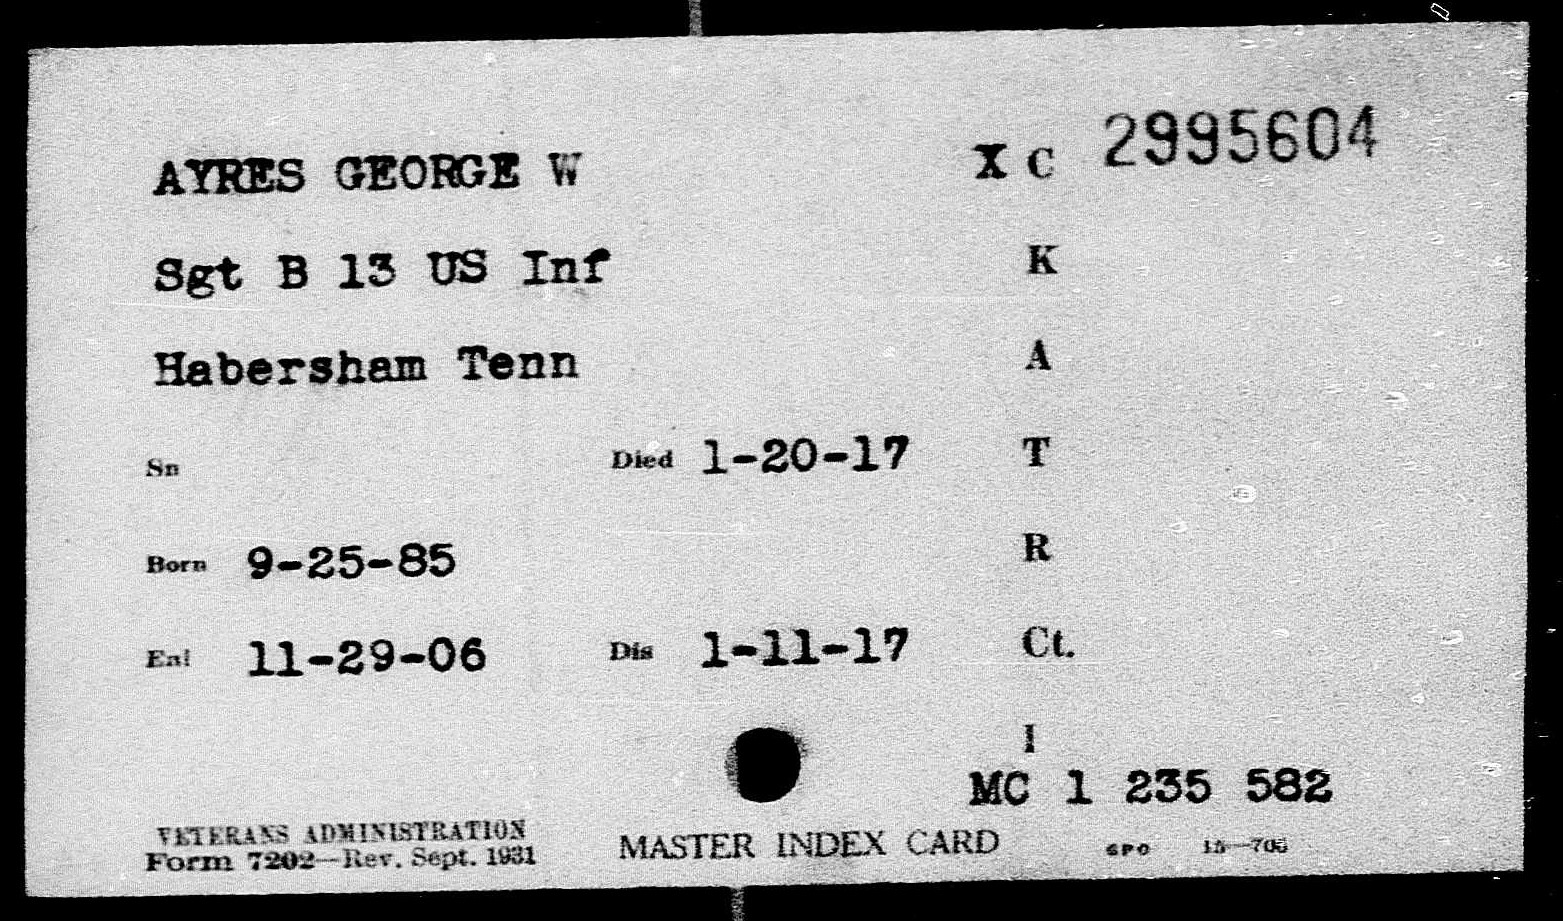 AYRES GEORGE W X C 2995604
Sgt B 13 US Inf K
Habersham Tenn A
Sn Died 1-20-17 T
Born 9-25-85 R
Enl 11-29-06 Dis 1-11-17 Ct.
I
MC 1 235 582
VETERANS ADMINISTRATION
Form 7202—Rev. Sept. 1931 MASTER INDEX CARD GPO